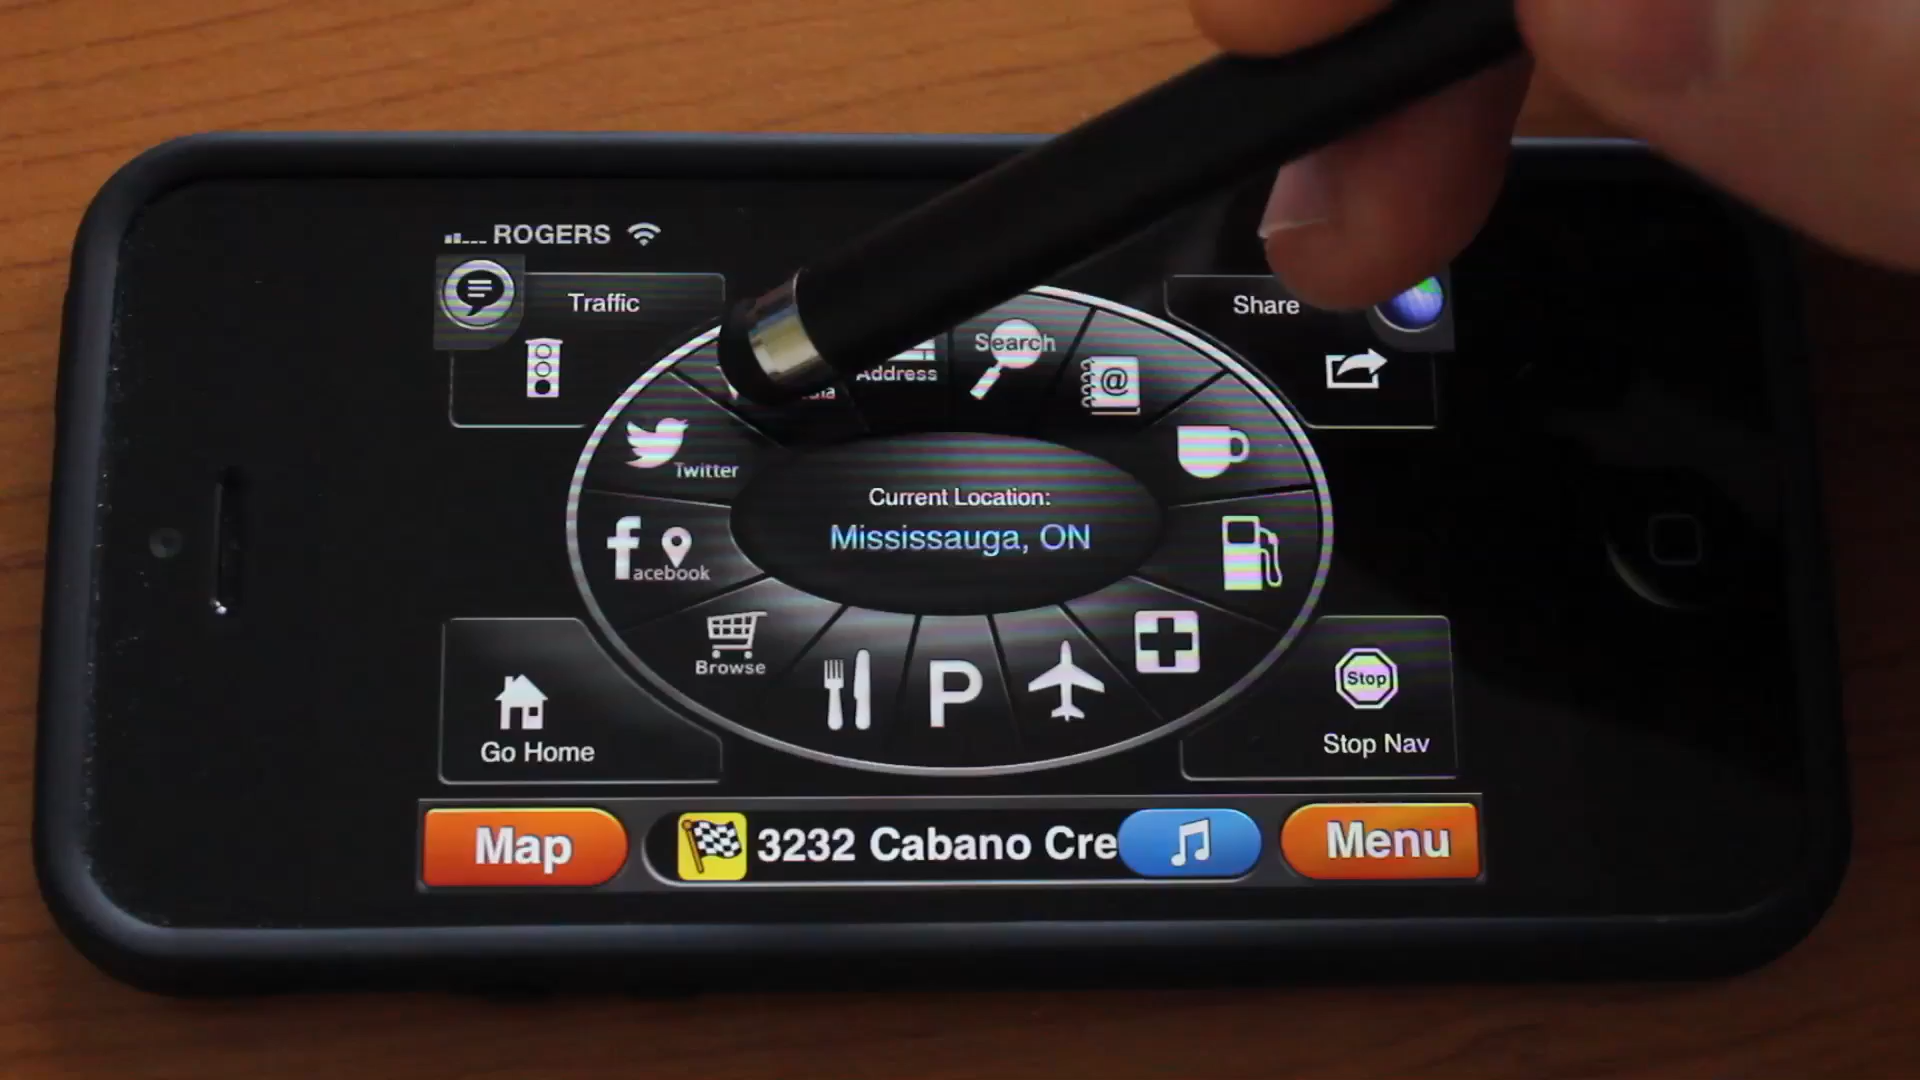 ROGERS
Traffic
Share
Search
Address
Twitter
Current Location:
Mississauga, ON
facebook
Browse
P
Stop
Go Home
Stop Nav
Map
3232 Cabano Cre
Menu